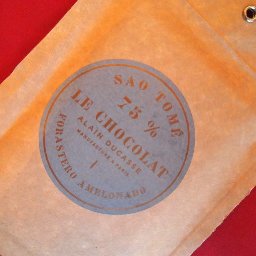 SAO TOMÉ
75 %
LE CHOCOLAT
ALAIN DUCASSE
MANUFACTURE À PARIS
FORASTERO AMELONADO